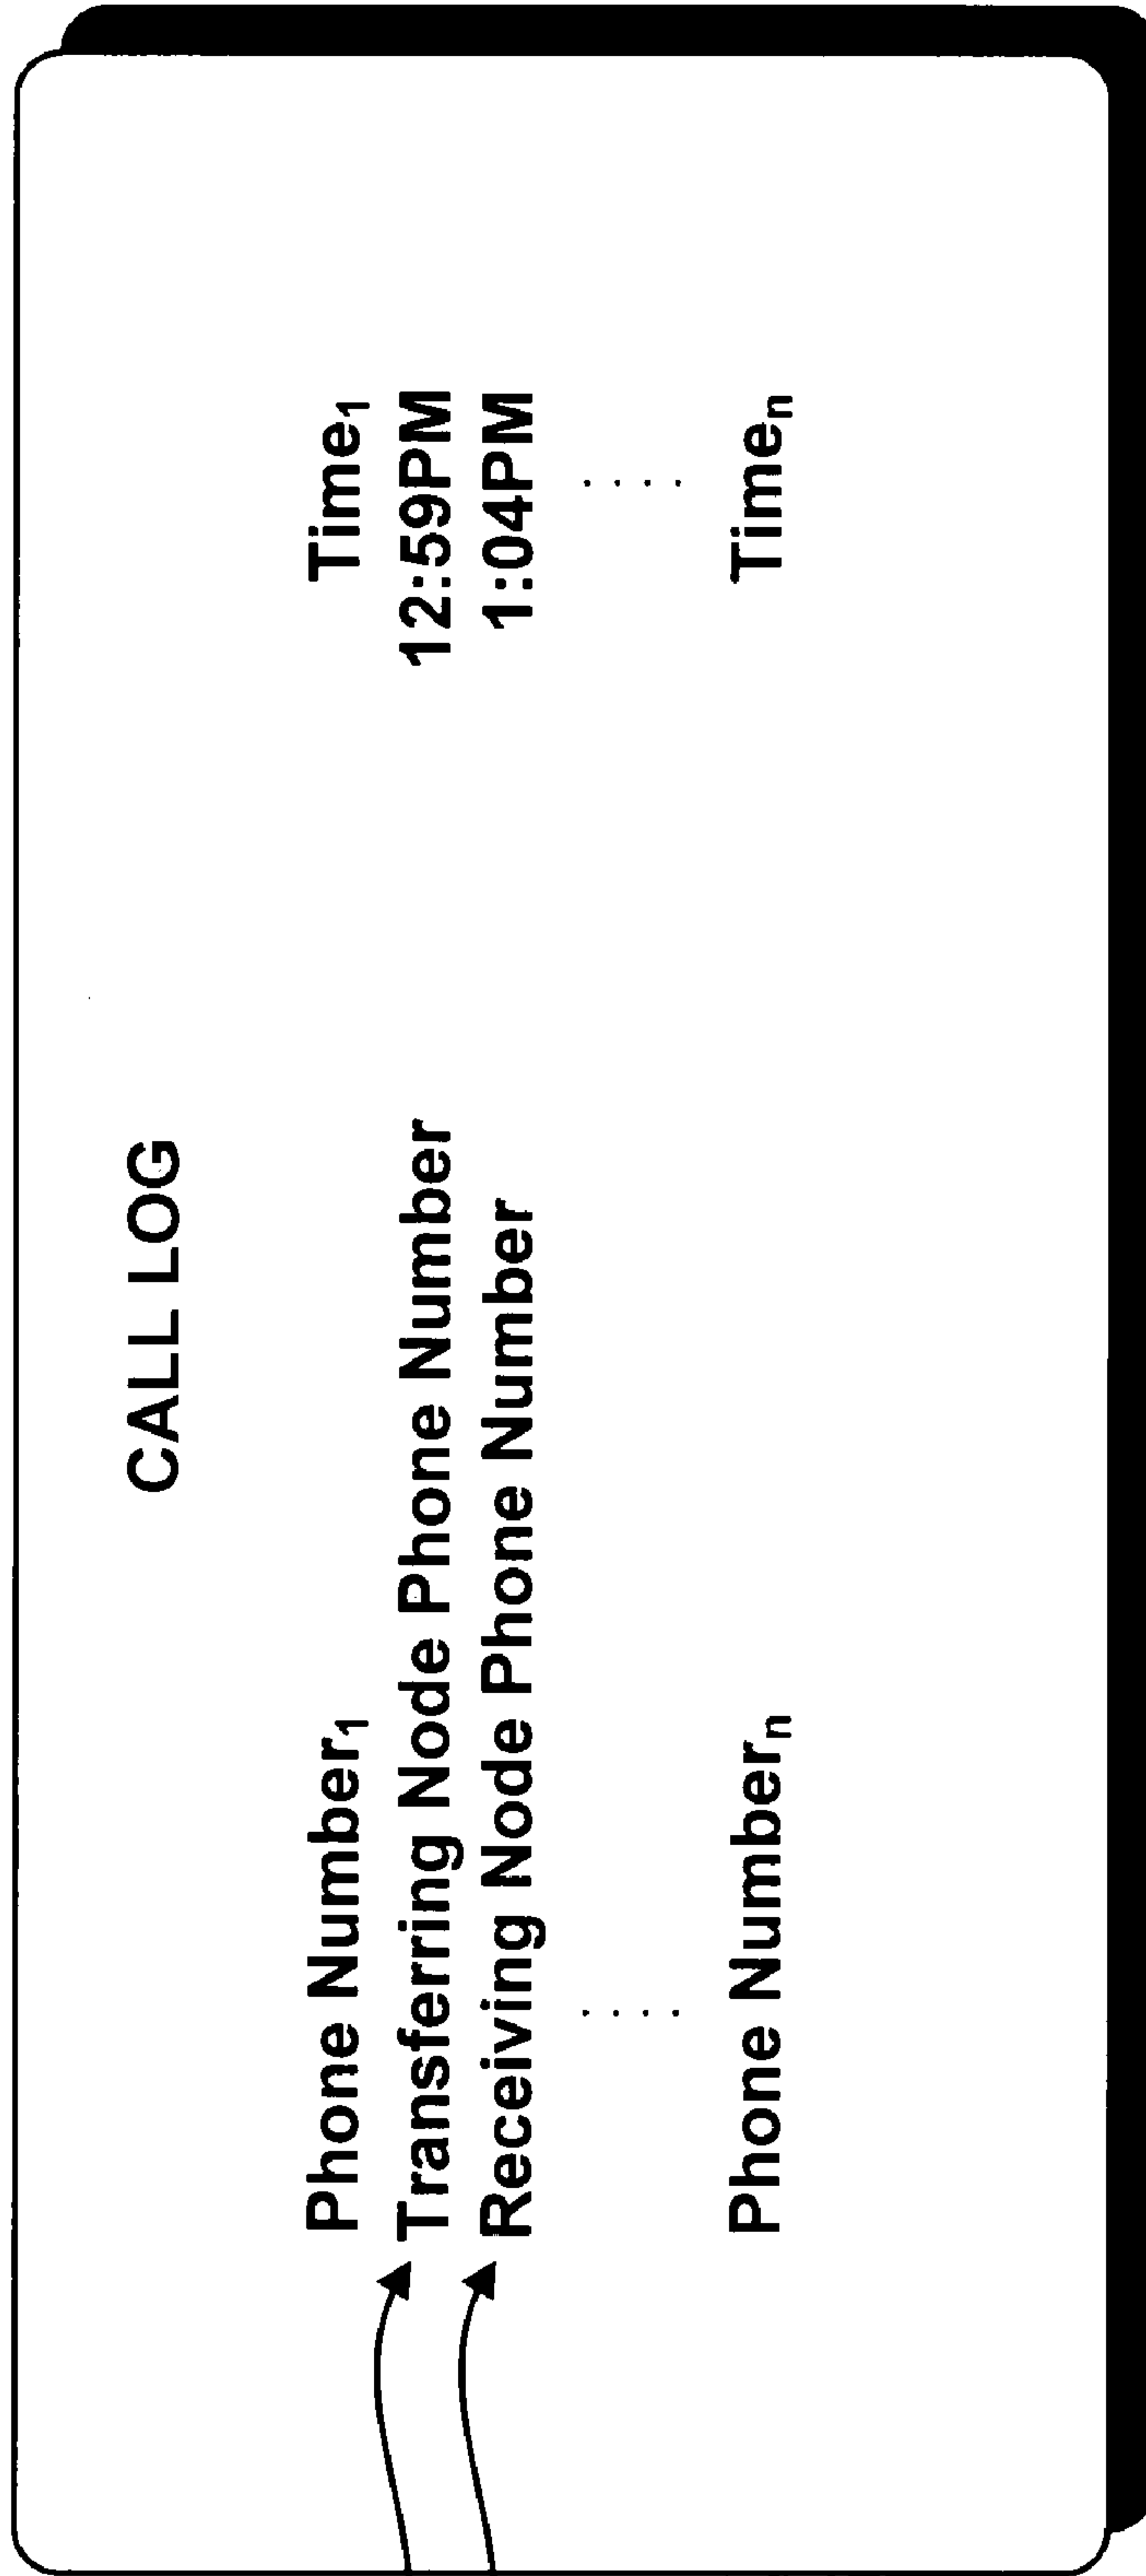 CALL LOG
Phone Number₁ Time₁
Transferring Node Phone Number 12:59PM
Receiving Node Phone Number 1:04PM
.... ....
Phone Numberₙ Timeₙ